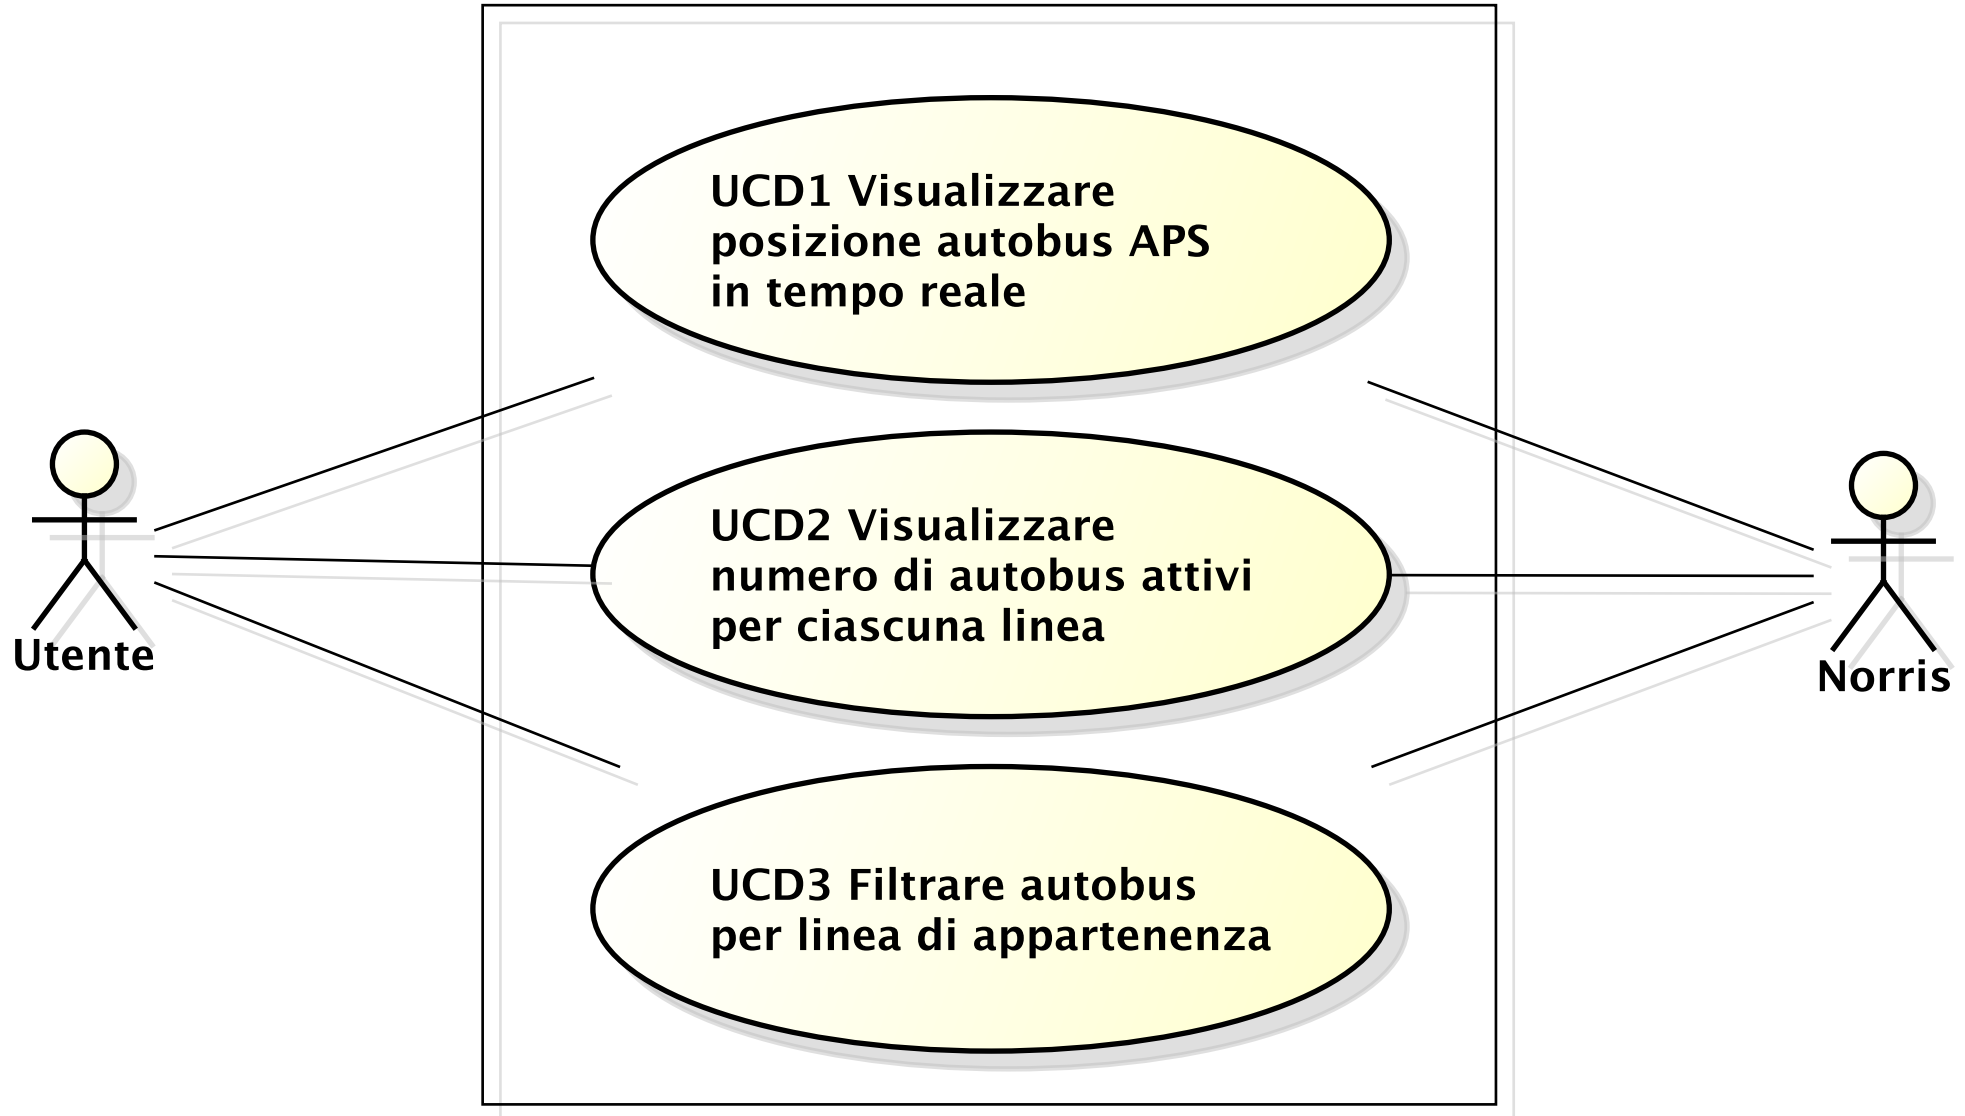 UCD1 Visualizzare
posizione autobus APS
in tempo reale
UCD2 Visualizzare
numero di autobus attivi
per ciascuna linea
Utente
Norris
UCD3 Filtrare autobus
per linea di appartenenza